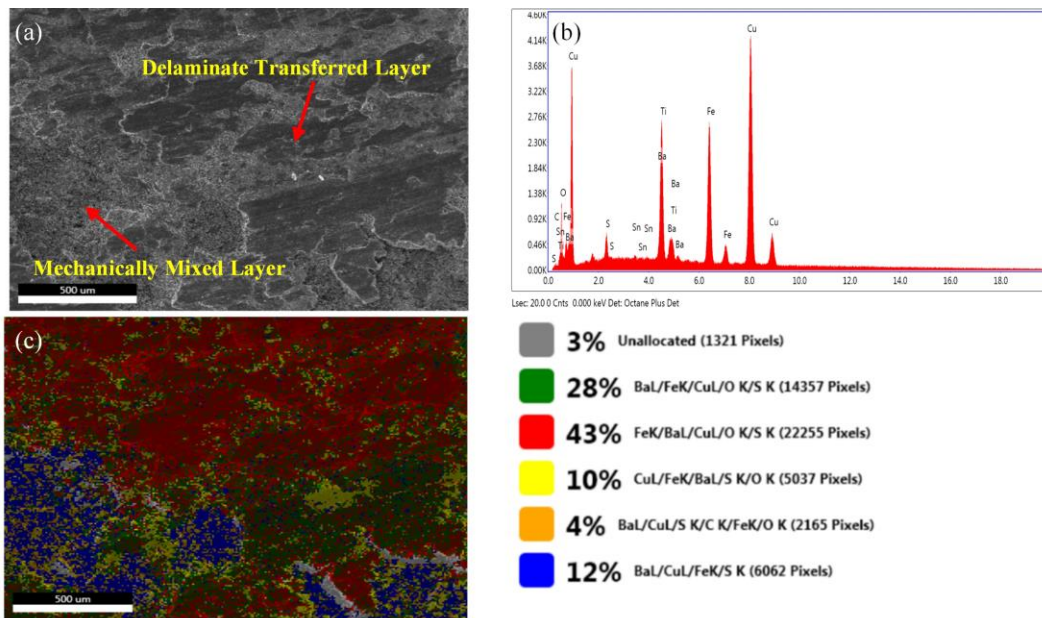 (a)
Delaminate Transferred Layer
Mechanically Mixed Layer
500 um
(b)
4.60K
4.14K
3.68K
3.22K
2.76K
2.30K
1.84K
1.38K
0.92K
0.46K
0.00K
Cu
Cu
Ti
Fe
Ba
O
Ba
C
Fe
Ti
S
Sn
Sn
Sn
Ba
Fe
Cu
Ba
S
Sn
Ba
S
0.0 2.0 4.0 6.0 8.0 10.0 12.0 14.0 16.0 18.0
Lsec: 20.0 0 Cnts 0.000 keV Det: Octane Plus Det
(c)
500 um
3% Unallocated (1321 Pixels)
28% BaL/FeK/CuL/O K/S K (14357 Pixels)
43% FeK/BaL/CuL/O K/S K (22255 Pixels)
10% CuL/FeK/BaL/S K/O K (5037 Pixels)
4% BaL/CuL/S K/C K/FeK/O K (2165 Pixels)
12% BaL/CuL/FeK/S K (6062 Pixels)